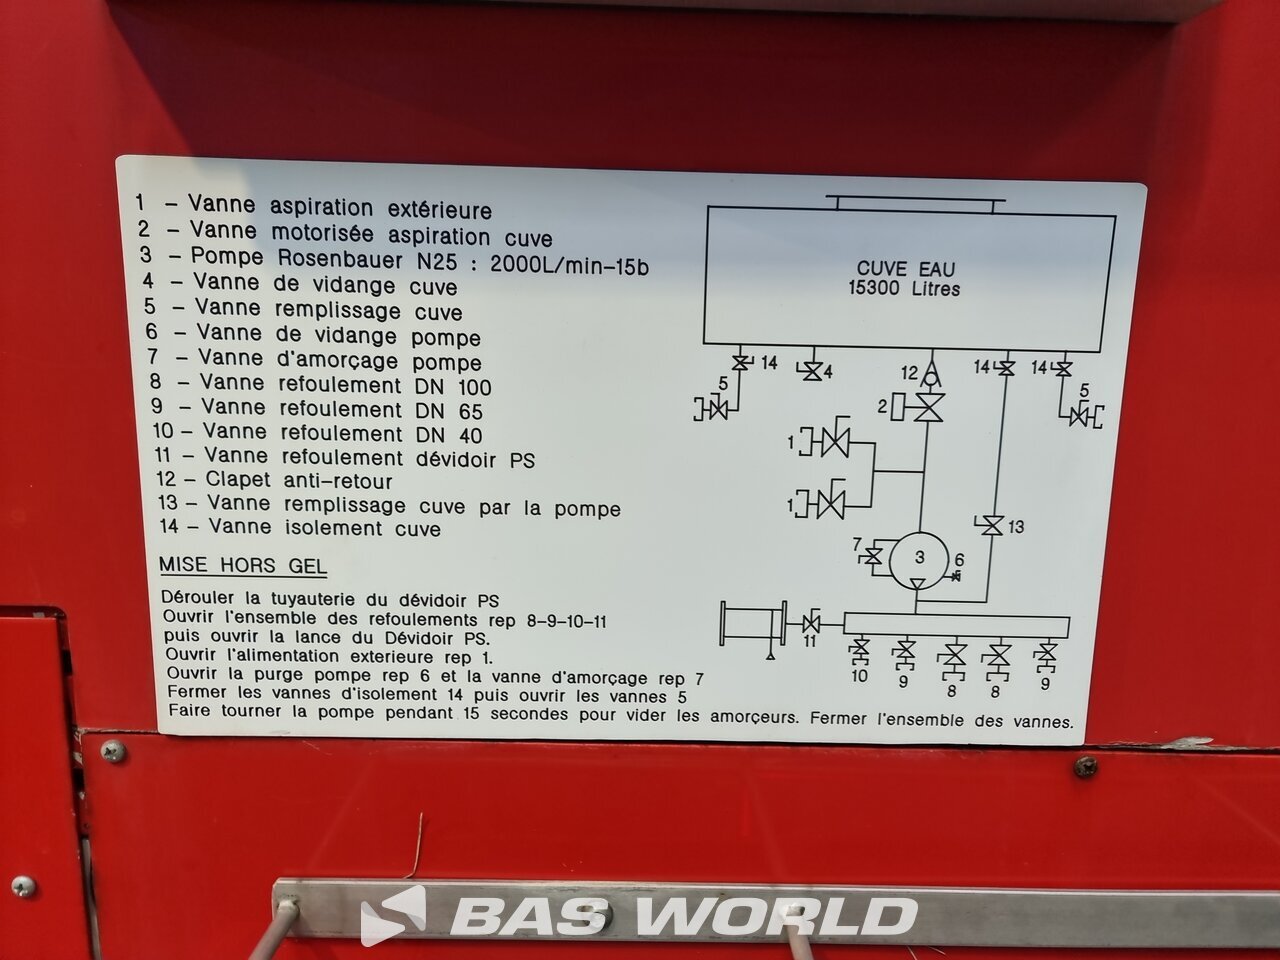 1 - Vanne aspiration extérieure
2 - Vanne motorisée aspiration cuve
3 - Pompe Rosenbauer N25 : 2000L/min-15b
4 - Vanne de vidange cuve
5 - Vanne remplissage cuve
6 - Vanne de vidange pompe
7 - Vanne d'amorçage pompe
8 - Vanne refoulement DN 100
9 - Vanne refoulement DN 65
10 - Vanne refoulement DN 40
11 - Vanne refoulement dévidoir PS
12 - Clapet anti-retour
13 - Vanne remplissage cuve par la pompe
14 - Vanne isolement cuve
MISE HORS GEL
Dérouler la tuyauterie du dévidoir PS
Ouvrir l'ensemble des refoulements rep 8-9-10-11
puis ouvrir la lance du Dévidoir PS.
Ouvrir l'alimentation exterieure rep 1.
Ouvrir la purge pompe rep 6 et la vanne d'amorçage rep 7
Fermer les vannes d'isolement 14 puis ouvrir les vannes 5
Faire tourner la pompe pendant 15 secondes pour vider les amorçeurs. Fermer l'ensemble des vannes.
CUVE EAU
15300 Litres
14 4 12 14 14
5 2 5
1
1
13
7 3 6
11
10 9 8 8 9
BAS WORLD